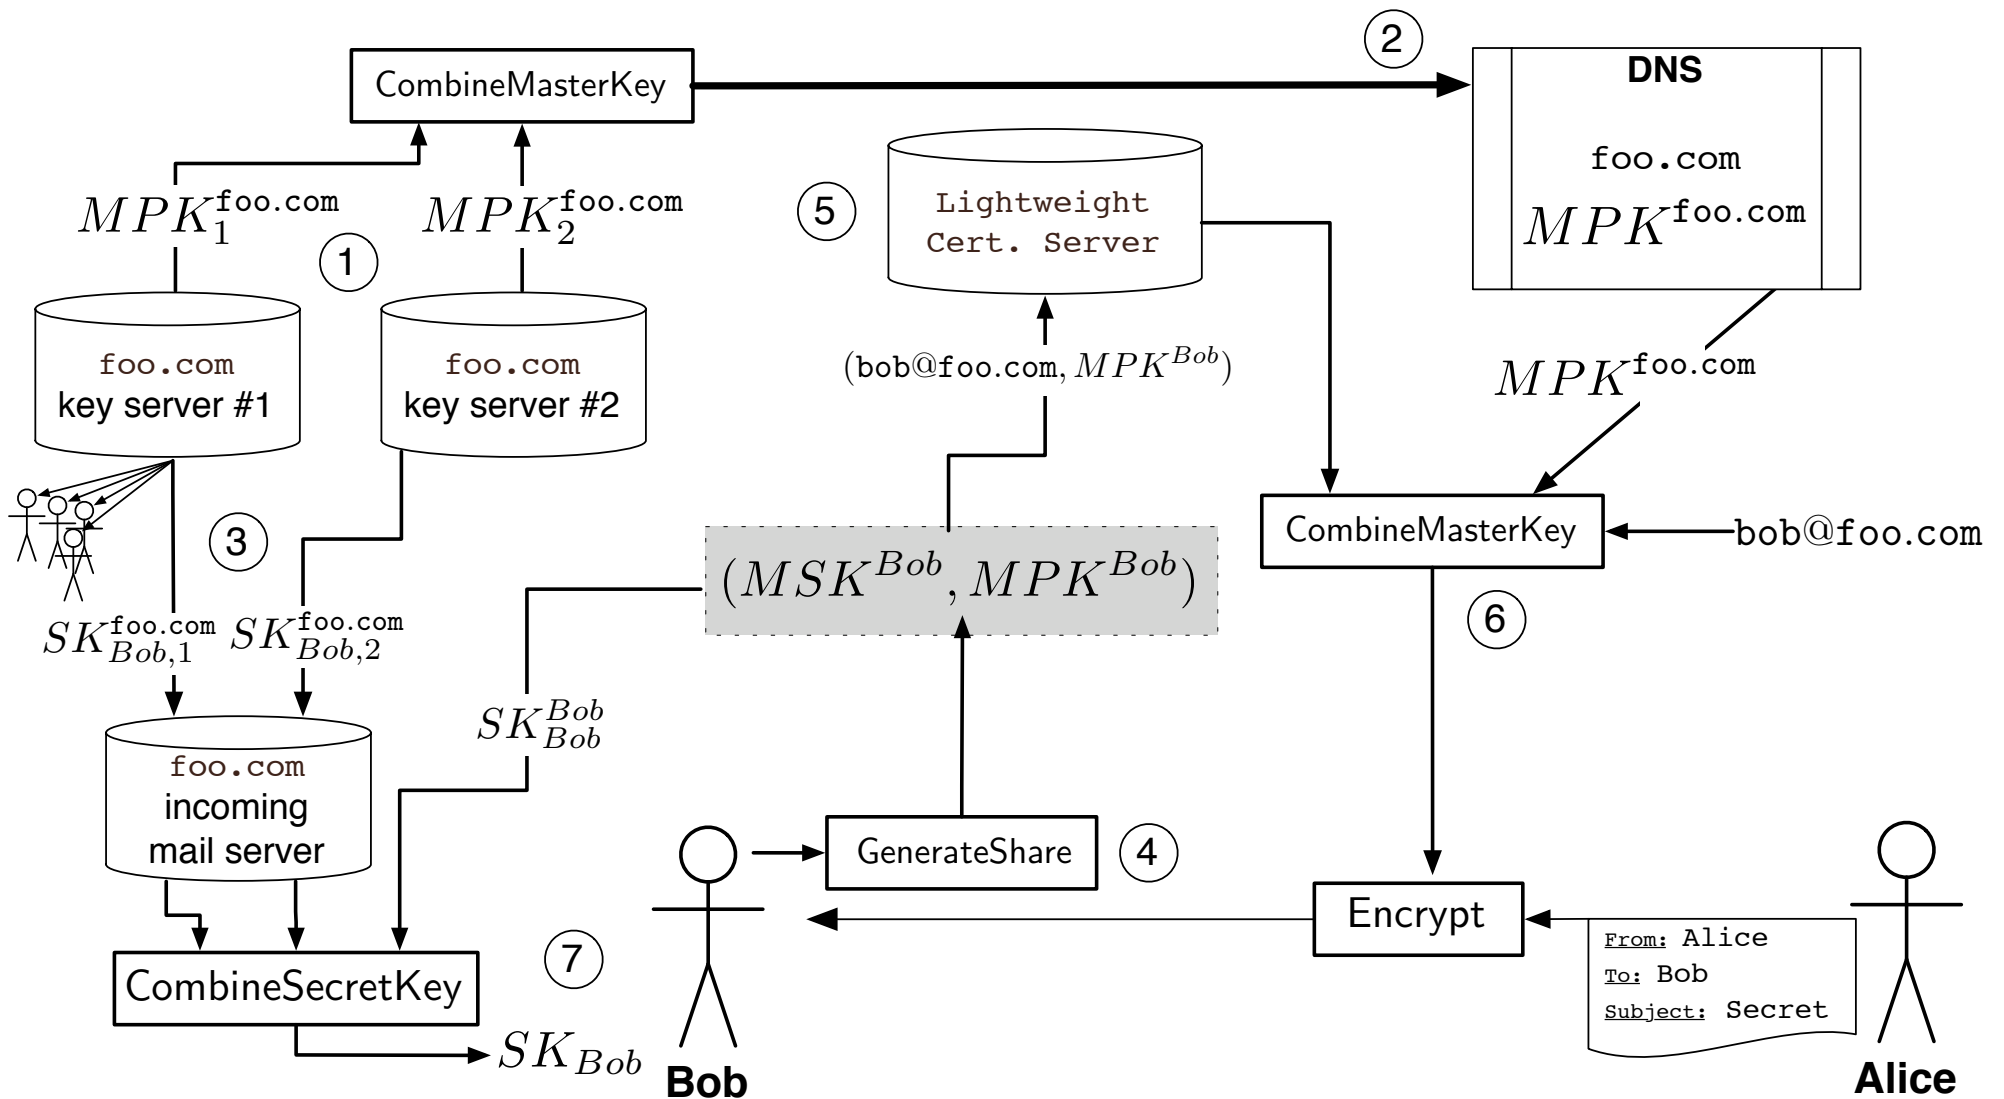 CombineMasterKey
②
DNS
foo.com
MPK^foo.com
MPK_1^foo.com
MPK_2^foo.com
①
⑤
Lightweight
Cert. Server
foo.com
key server #1
foo.com
key server #2
(bob@foo.com, MPK^Bob)
MPK^foo.com
③
CombineMasterKey
bob@foo.com
(MSK^Bob, MPK^Bob)
⑥
SK_Bob,1^foo.com
SK_Bob,2^foo.com
SK_Bob^Bob
foo.com
incoming
mail server
GenerateShare
④
Encrypt
From: Alice
To: Bob
Subject: Secret
⑦
CombineSecretKey
SK_Bob
Bob
Alice